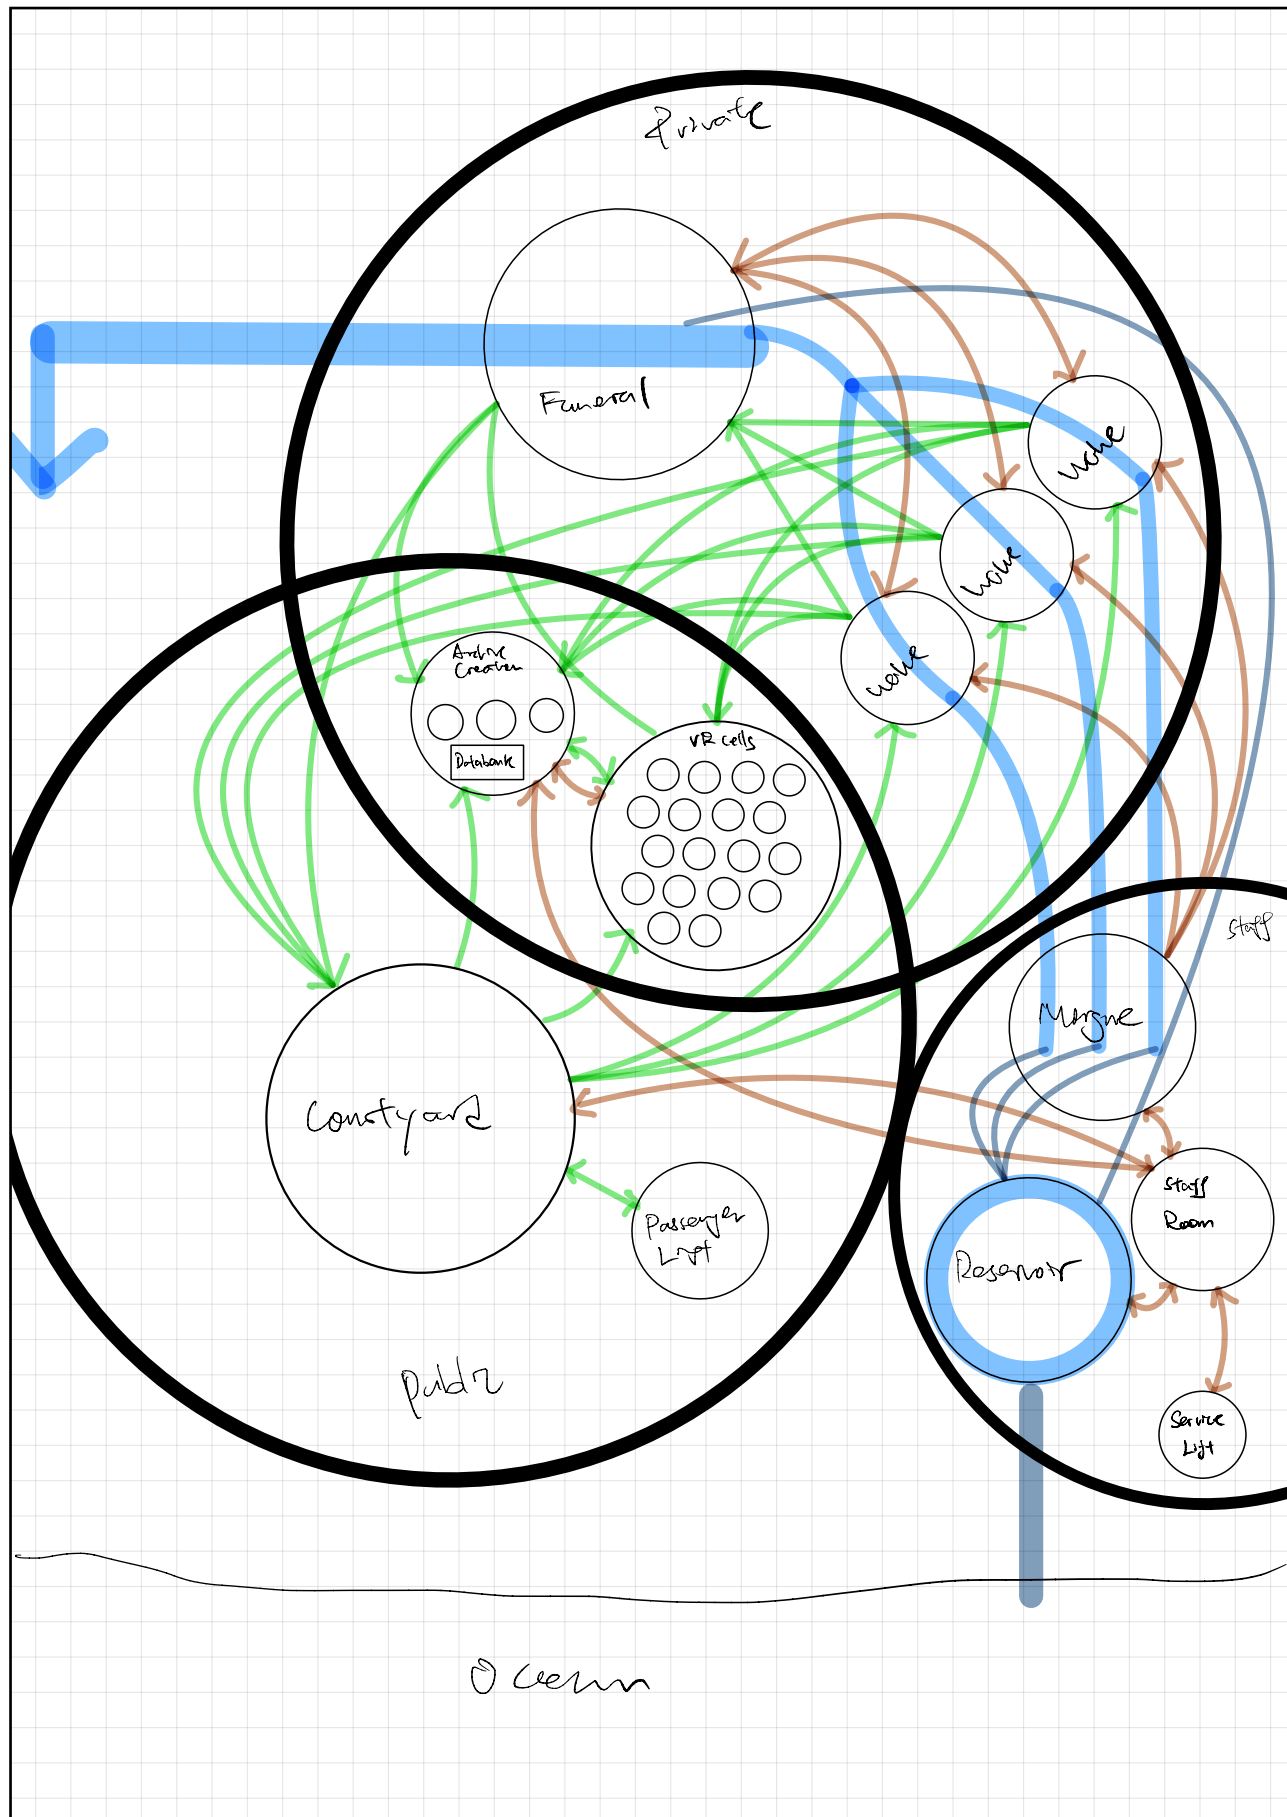 Private
Funeral
wake
wake
wake
Archive
Creation
Databank
VR cells
Staff
Morgue
Courtyard
Staff
Room
Passenger
Lift
Reservoir
Public
Service
Lift
Ocean